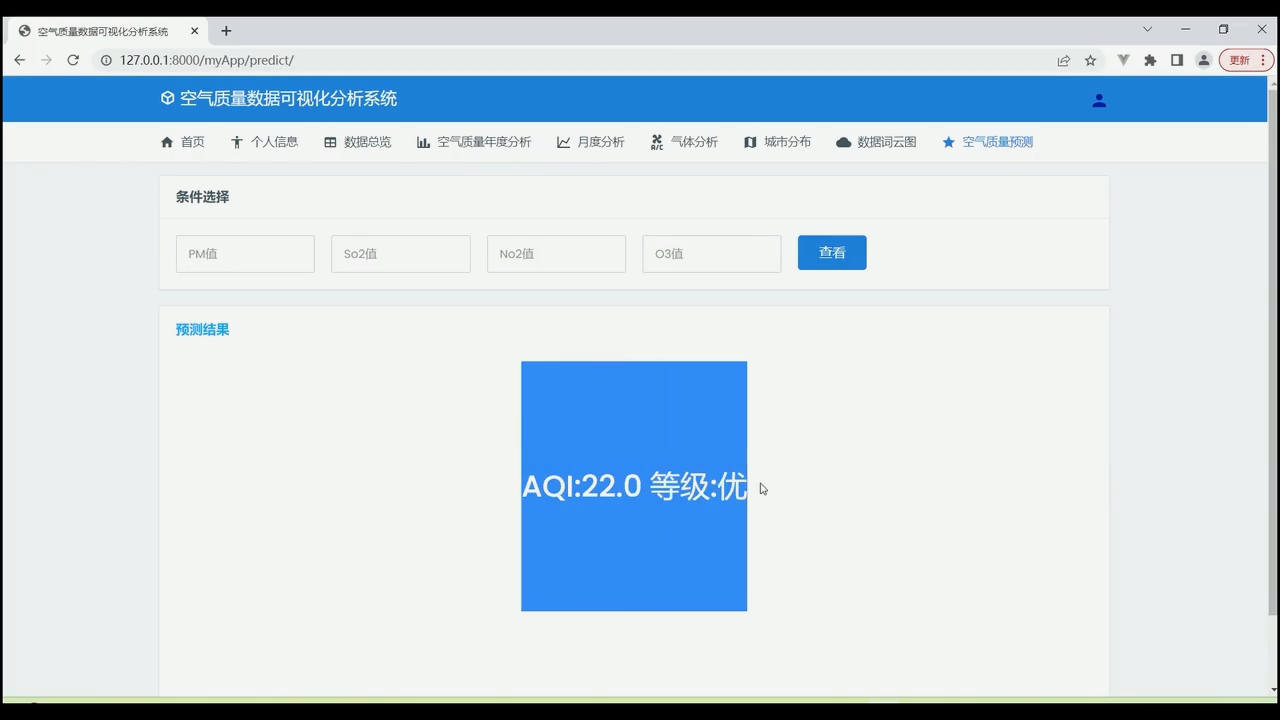 空气质量数据可视化分析系统
127.0.0.1:8000/myApp/predict/
更新
空气质量数据可视化分析系统
首页 个人信息 数据总览 空气质量年度分析 月度分析 A/C 气体分析 城市分布 数据词云图 空气质量预测
条件选择
PM值 So2值 No2值 O3值 查看
预测结果
AQI:22.0 等级:优